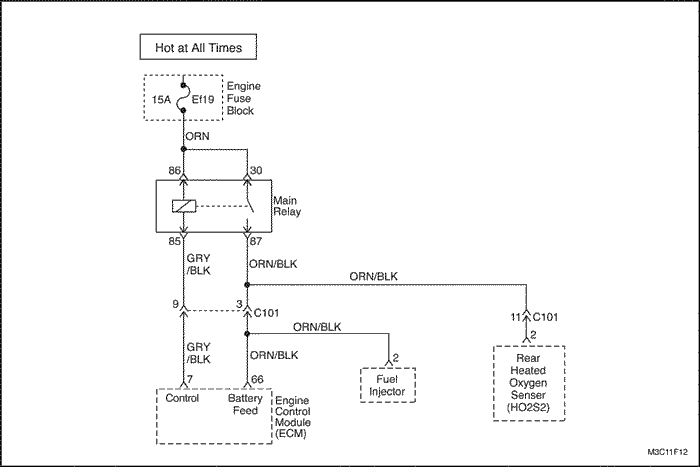 Hot at All Times
15A
Ef19
Engine
Fuse
Block
ORN
86
30
Main
Relay
85
87
GRY
/BLK
ORN/BLK
ORN/BLK
9
3
C101
11
C101
ORN/BLK
2
GRY
/BLK
ORN/BLK
2
Rear
Heated
Oxygen
Senser
(HO2S2)
Fuel
Injector
7
66
Control
Battery
Feed
Engine
Control
Module
(ECM)
M3C11F12